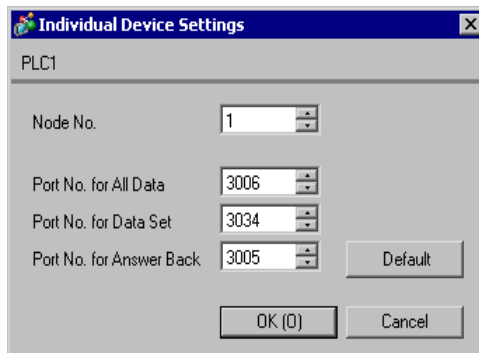 Individual Device Settings
PLC1
Node No. 1
Port No. for All Data 3006
Port No. for Data Set 3034
Port No. for Answer Back 3005 Default
OK (O) Cancel